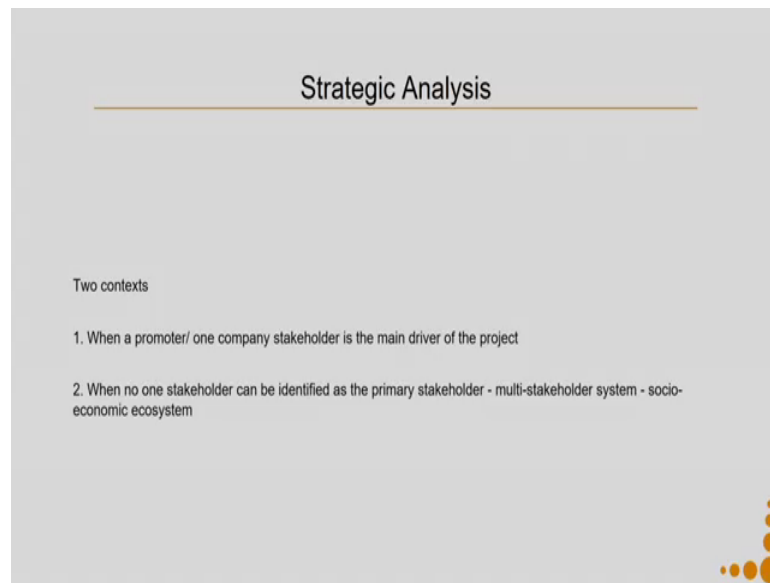 Strategic Analysis
Two contexts
1. When a promoter/ one company stakeholder is the main driver of the project
2. When no one stakeholder can be identified as the primary stakeholder - multi-stakeholder system - socio-
economic ecosystem